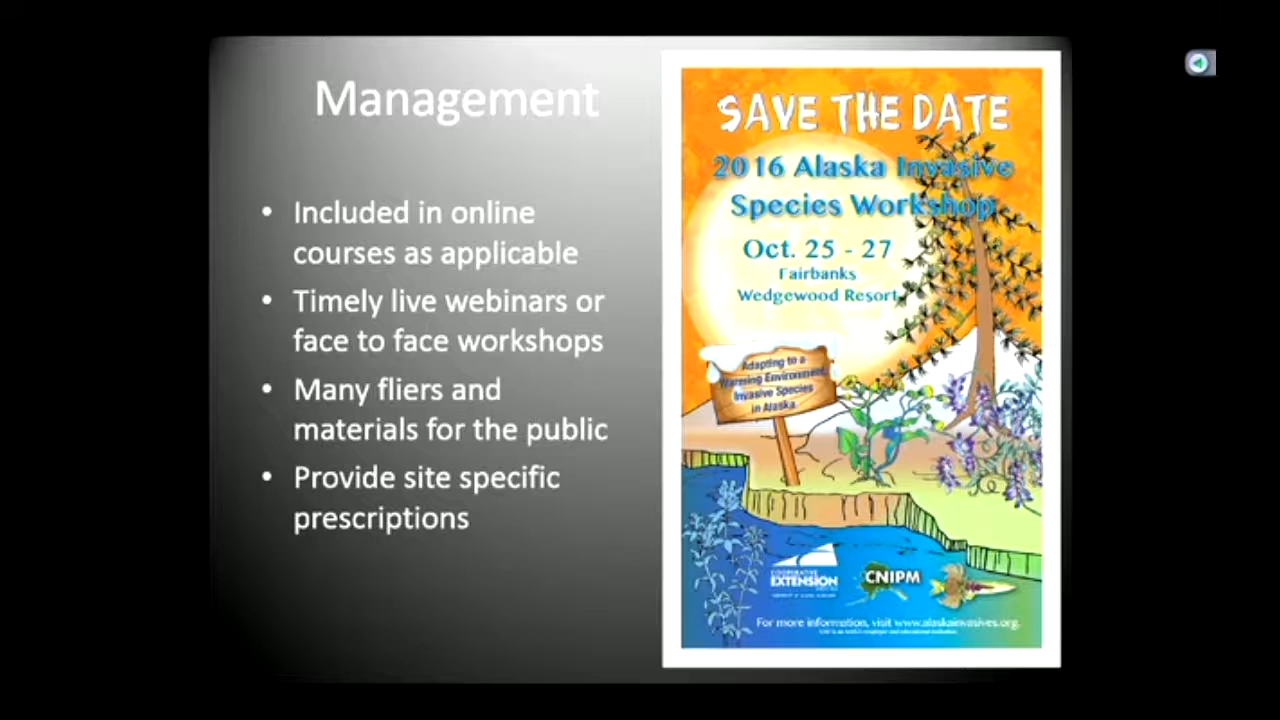 Management
• Included in online
courses as applicable
• Timely live webinars or
face to face workshops
• Many fliers and
materials for the public
• Provide site specific
prescriptions
SAVE THE DATE
2016 Alaska Invasive
Species Workshop
Oct. 25 - 27
Fairbanks
Wedgewood Resort
Adapting to a
Warming Environment,
Invasive Species
in Alaska
COOPERATIVE
EXTENSION
CNIPM
For more information, visit www.alaskainvasives.org.